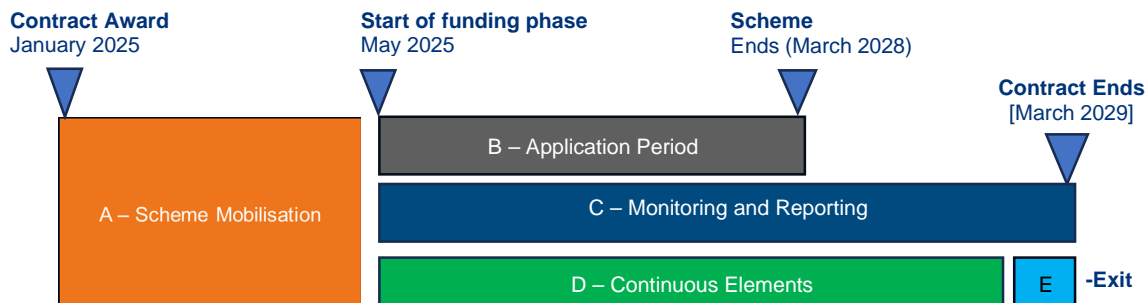 Contract Award
January 2025
Start of funding phase
May 2025
Scheme
Ends (March 2028)
Contract Ends
[March 2029]
B – Application Period
A – Scheme Mobilisation
C – Monitoring and Reporting
D – Continuous Elements
E
-Exit